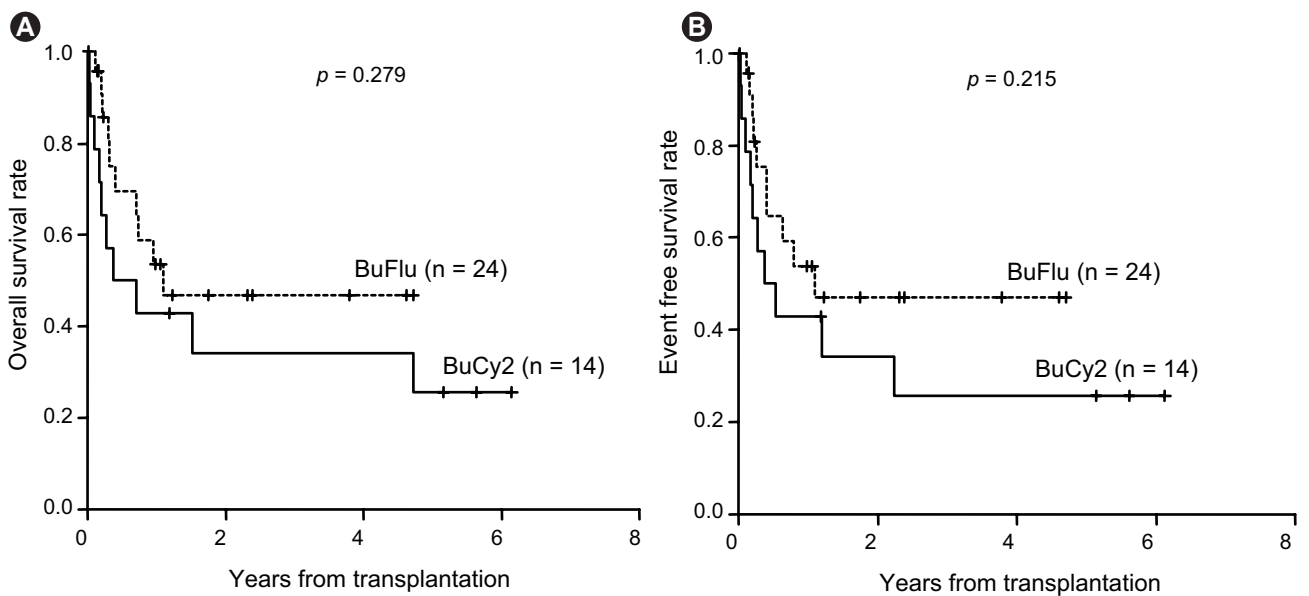 A
1.0
0.8
0.6
0.4
0.2
0.0
Overall survival rate
p = 0.279
BuFlu (n = 24)
BuCy2 (n = 14)
0 2 4 6 8
Years from transplantation
B
1.0
0.8
0.6
0.4
0.2
0.0
Event free survival rate
p = 0.215
BuFlu (n = 24)
BuCy2 (n = 14)
0 2 4 6 8
Years from transplantation